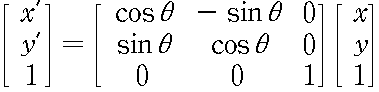 [ x′ ] = [ cos θ − sin θ 0 ] [ x ]
[ y′ ] = [ sin θ cos θ 0 ] [ y ]
[ 1 ] = [ 0 0 1 ] [ 1 ]